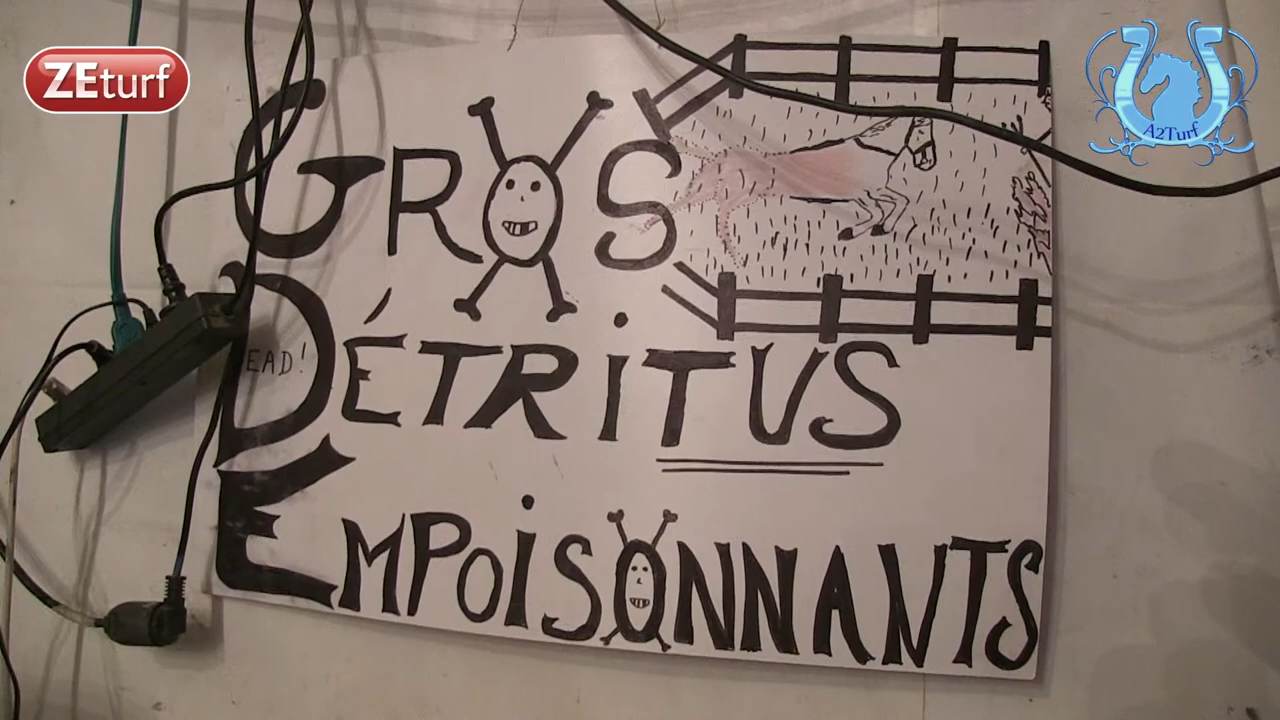 ZEturf
A2Turf
GROS
DÉTRiTUS
EAD!
EMPOiSONNANTS